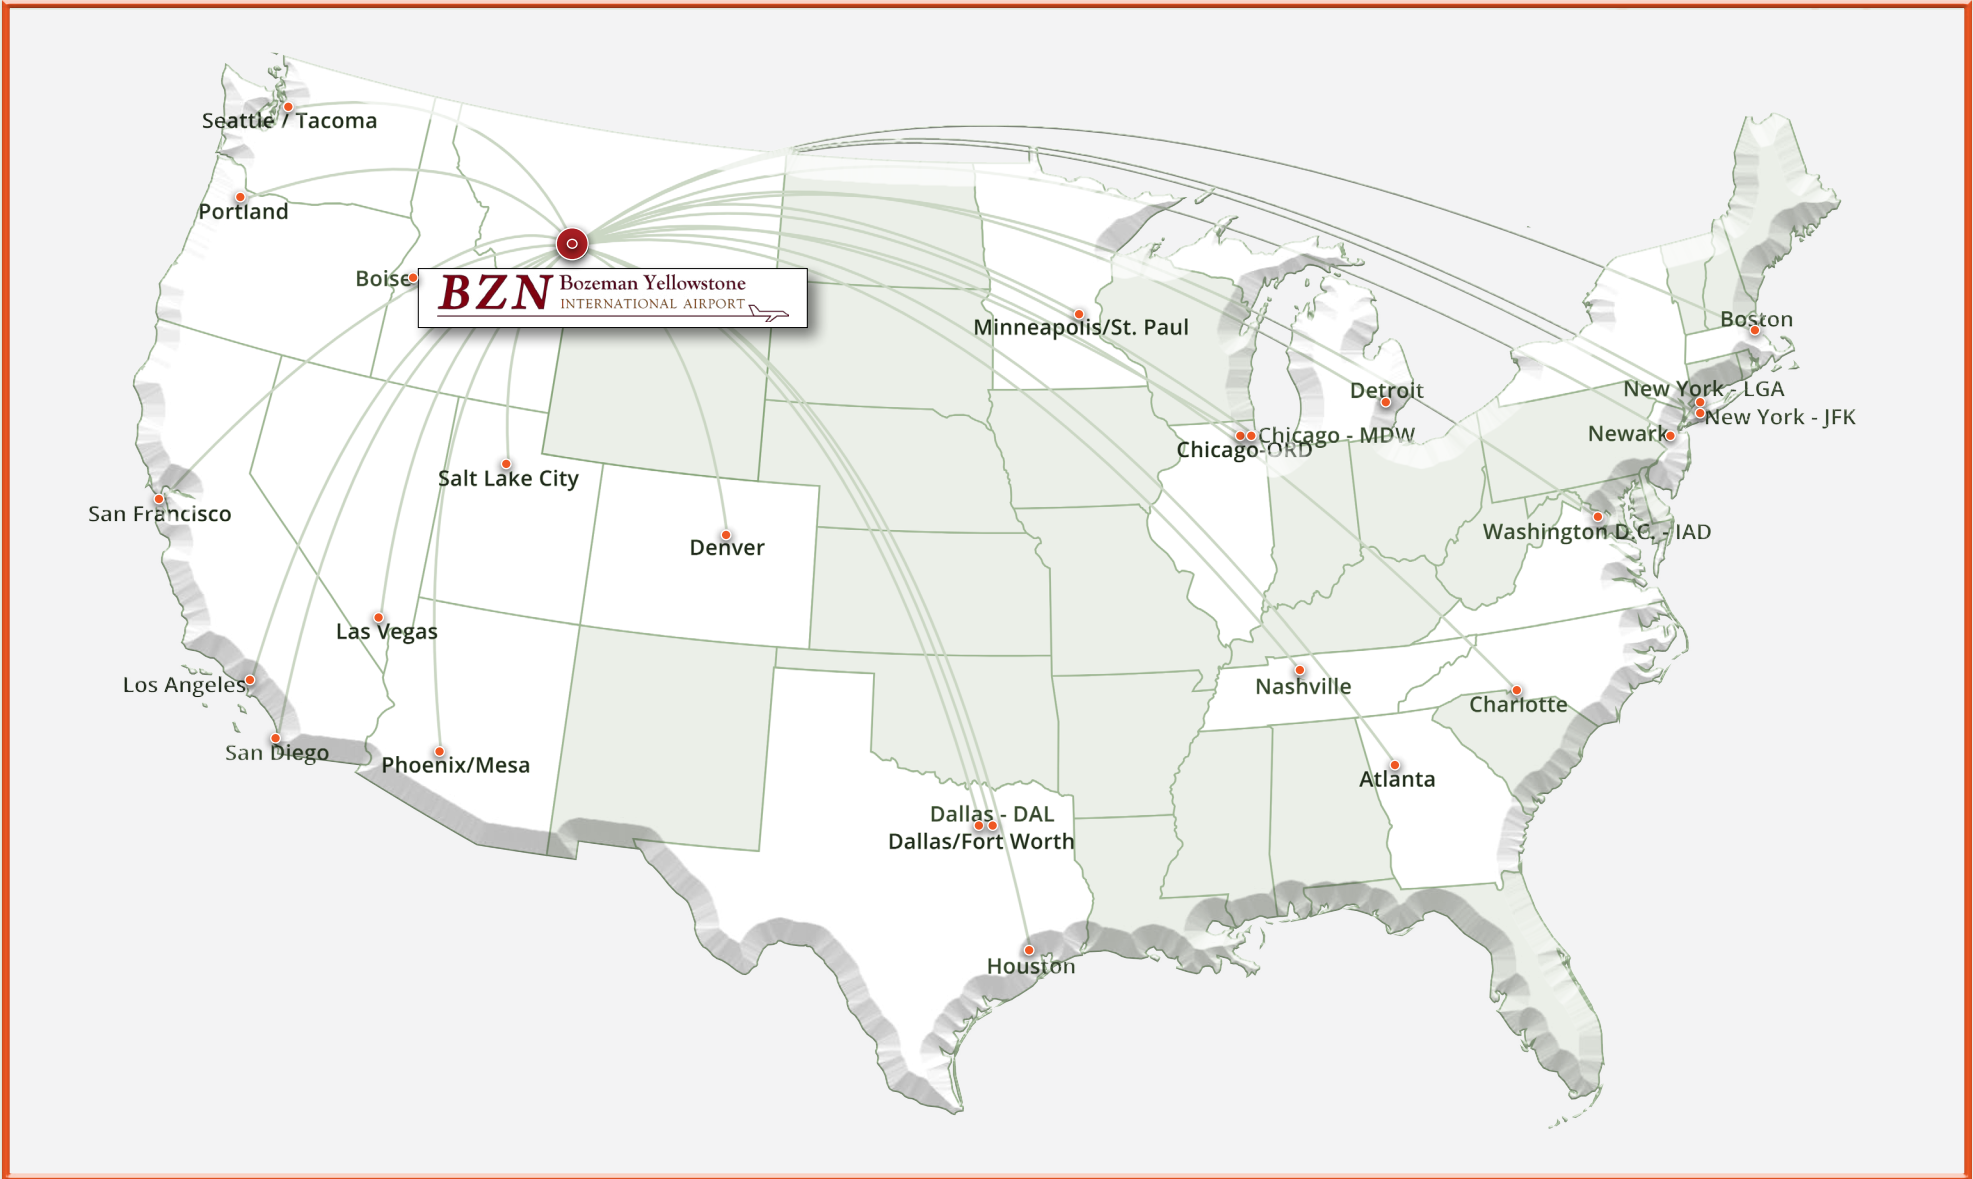 Seattle / Tacoma
Portland
Boise
BZN Bozeman Yellowstone
INTERNATIONAL AIRPORT
Minneapolis/St. Paul
Boston
Detroit
New York - LGA
New York - JFK
Newark
Chicago - MDW
Chicago-ORD
Salt Lake City
San Francisco
Washington D.C. - IAD
Denver
Las Vegas
Los Angeles
Nashville
Charlotte
San Diego
Phoenix/Mesa
Atlanta
Dallas - DAL
Dallas/Fort Worth
Houston